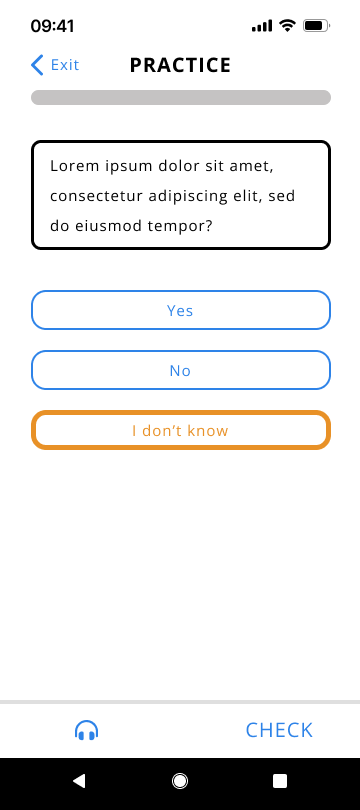 09:41
Exit
PRACTICE
Lorem ipsum dolor sit amet,
consectetur adipiscing elit, sed
do eiusmod tempor?
Yes
No
I don’t know
CHECK